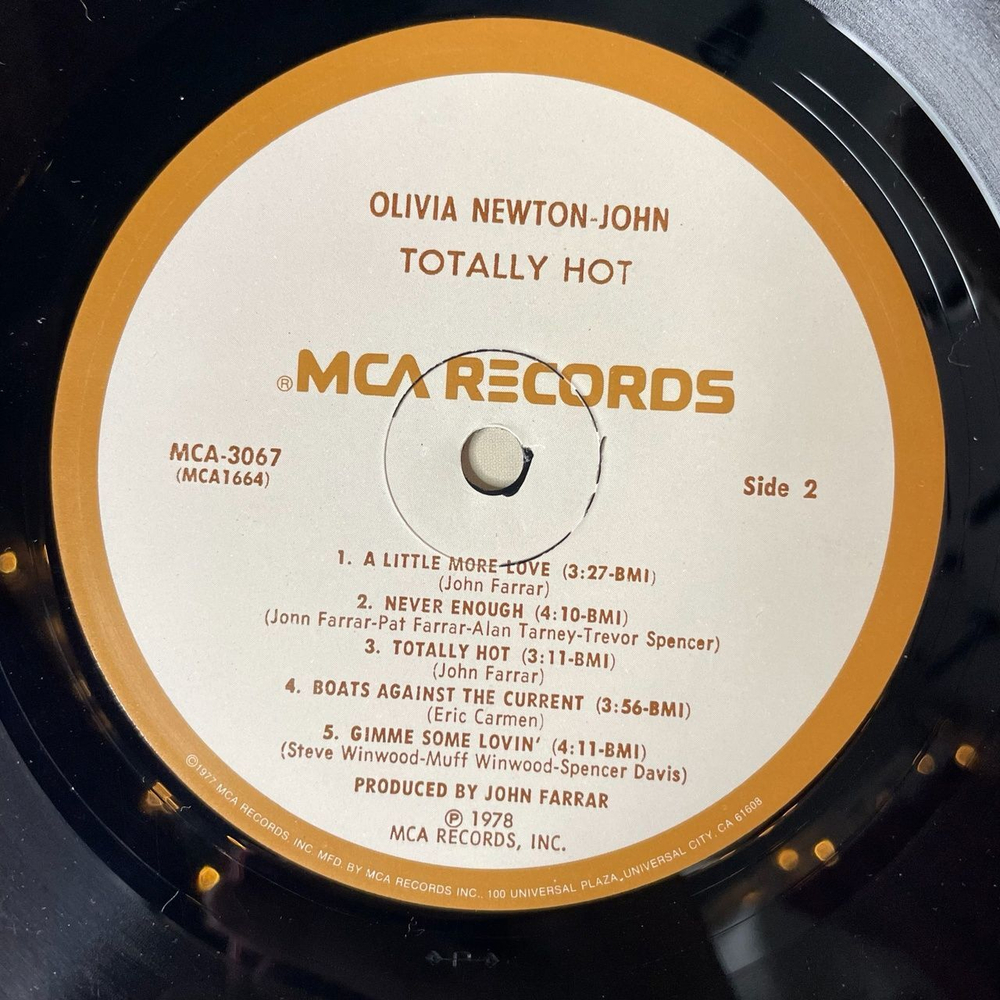 OLIVIA NEWTON-JOHN
TOTALLY HOT
®MCA RECORDS
MCA-3067
(MCA1664)
Side 2
1. A LITTLE MORE LOVE (3:27-BMI)
(John Farrar)
2. NEVER ENOUGH (4:10-BMI)
(Jonn Farrar-Pat Farrar-Alan Tarney-Trevor Spencer)
3. TOTALLY HOT (3:11-BMI)
(John Farrar)
4. BOATS AGAINST THE CURRENT (3:56-BMI)
(Eric Carmen)
5. GIMME SOME LOVIN' (4:11-BMI)
(Steve Winwood-Muff Winwood-Spencer Davis)
PRODUCED BY JOHN FARRAR
℗ 1978
MCA RECORDS, INC.
©1977 MCA RECORDS, INC. MFD. BY MCA RECORDS INC., 100 UNIVERSAL PLAZA, UNIVERSAL CITY, CA 61608